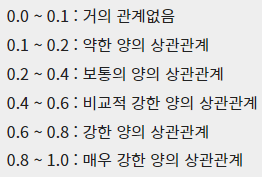 0.0 ~ 0.1 : 거의 관계없음
0.1 ~ 0.2 : 약한 양의 상관관계
0.2 ~ 0.4 : 보통의 양의 상관관계
0.4 ~ 0.6 : 비교적 강한 양의 상관관계
0.6 ~ 0.8 : 강한 양의 상관관계
0.8 ~ 1.0 : 매우 강한 양의 상관관계